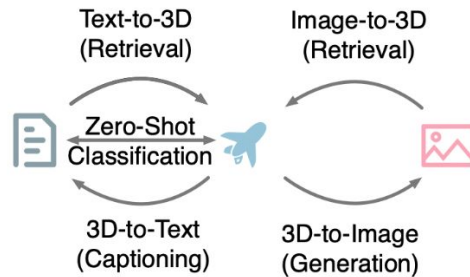 Text-to-3D
(Retrieval)
Image-to-3D
(Retrieval)
Zero-Shot
Classification
3D-to-Text
(Captioning)
3D-to-Image
(Generation)